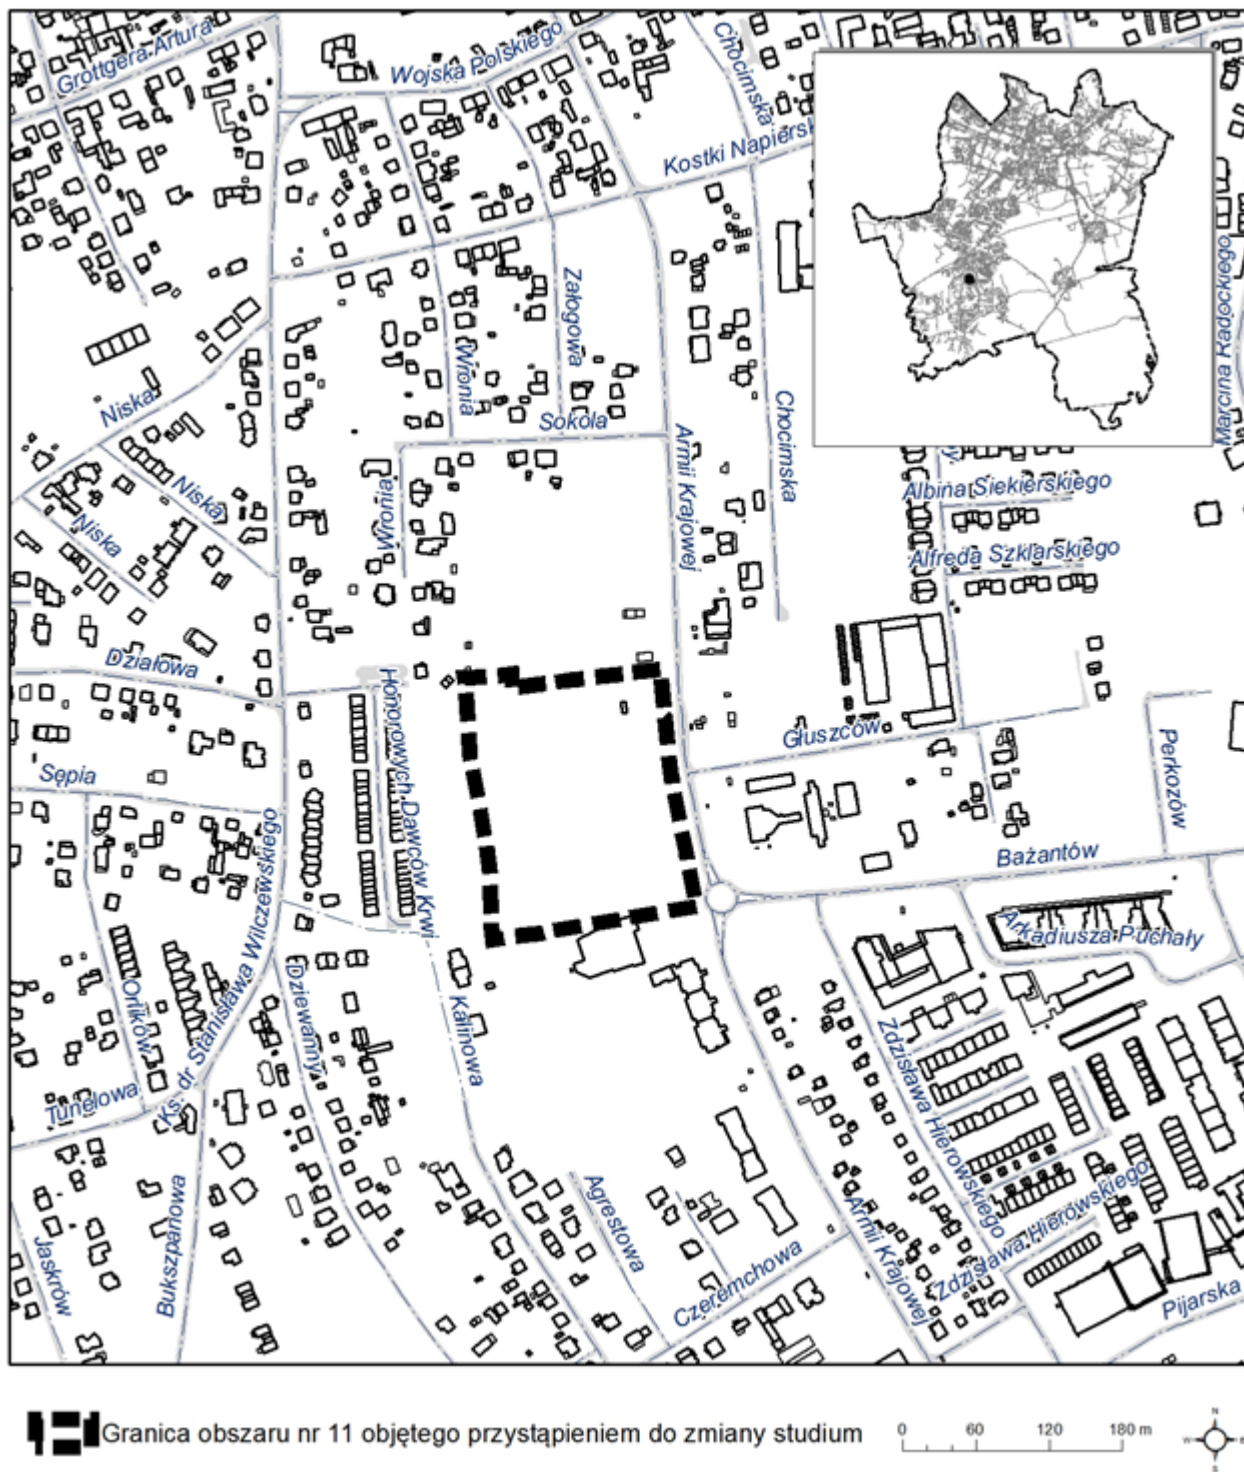 Grottgera Artura
Wojska Polskiego
Chocimska
Kostki Napiersk
Marcina Radockiego
Załogowa
Wronia
Niska
Sokola
Armii Krajowej
Chocimska
Niska
Niska
Wronia
Albina Siekierskiego
Alfreda Szklarskiego
Działowa
Honorowych Dawców Krwi
Głuszców
Perkozów
Sępia
Bażantów
Ks. dr Stanisława Wilczewskiego
Arkadiusza Puchały
Orlików
Dziewanny
Kalinowa
Tunelowa
Zdzisława Hierowskiego
Zdzisława Hierowskiego
Jaskrów
Bukszpanowa
Agrestowa
Czeremchowa
Armii Krajowej
Pijarska
Granica obszaru nr 11 objętego przystąpieniem do zmiany studium
0 60 120 180 m
N
W E
S